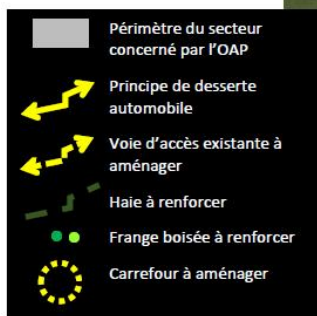 Périmètre du secteur
concerné par l'OAP
Principe de desserte
automobile
Voie d'accès existante à
aménager
Haie à renforcer
Frange boisée à renforcer
Carrefour à aménager